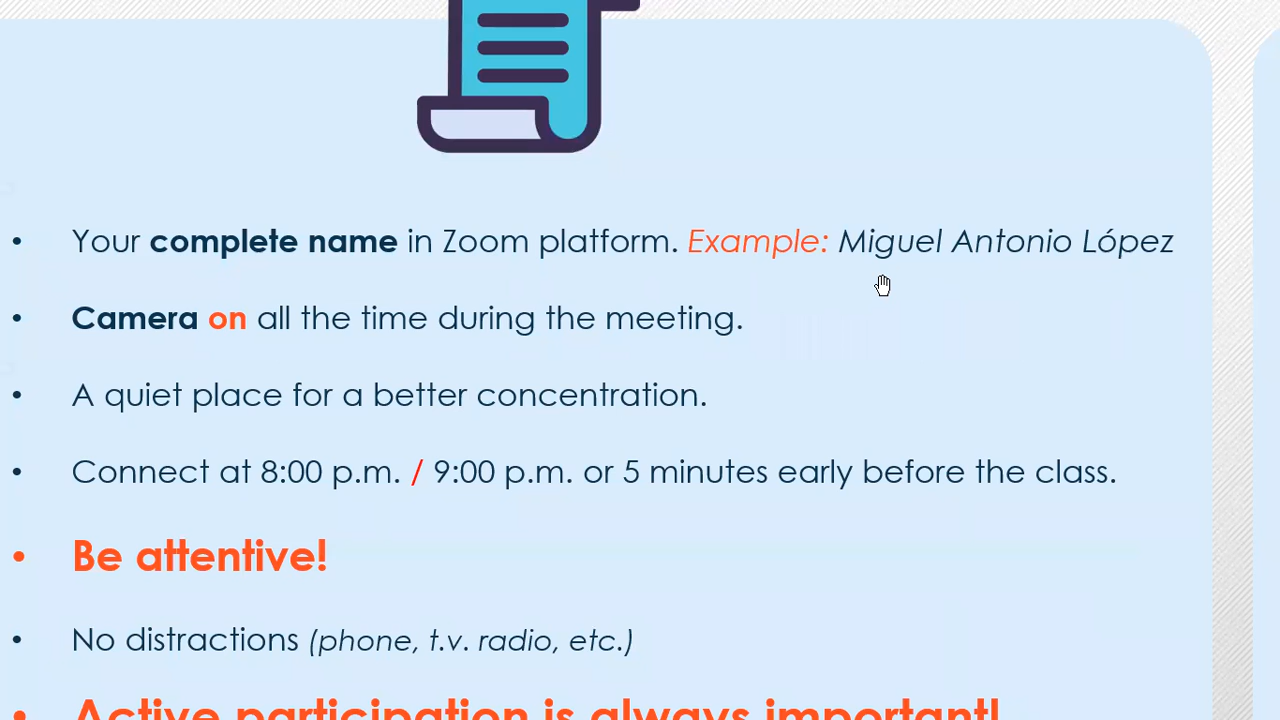 • Your complete name in Zoom platform. Example: Miguel Antonio López
• Camera on all the time during the meeting.
• A quiet place for a better concentration.
• Connect at 8:00 p.m. / 9:00 p.m. or 5 minutes early before the class.
• Be attentive!
• No distractions (phone, t.v. radio, etc.)
• Active participation is always important!